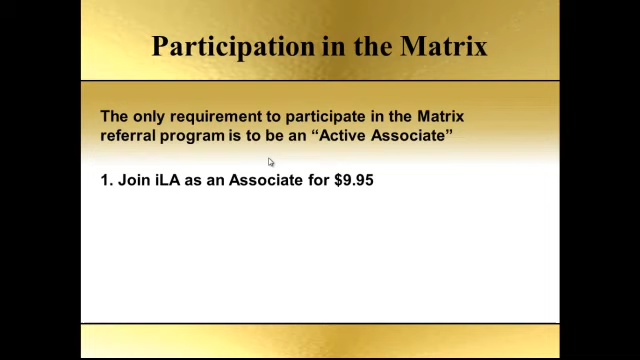 Participation in the Matrix
The only requirement to participate in the Matrix
referral program is to be an “Active Associate”
1. Join iLA as an Associate for $9.95